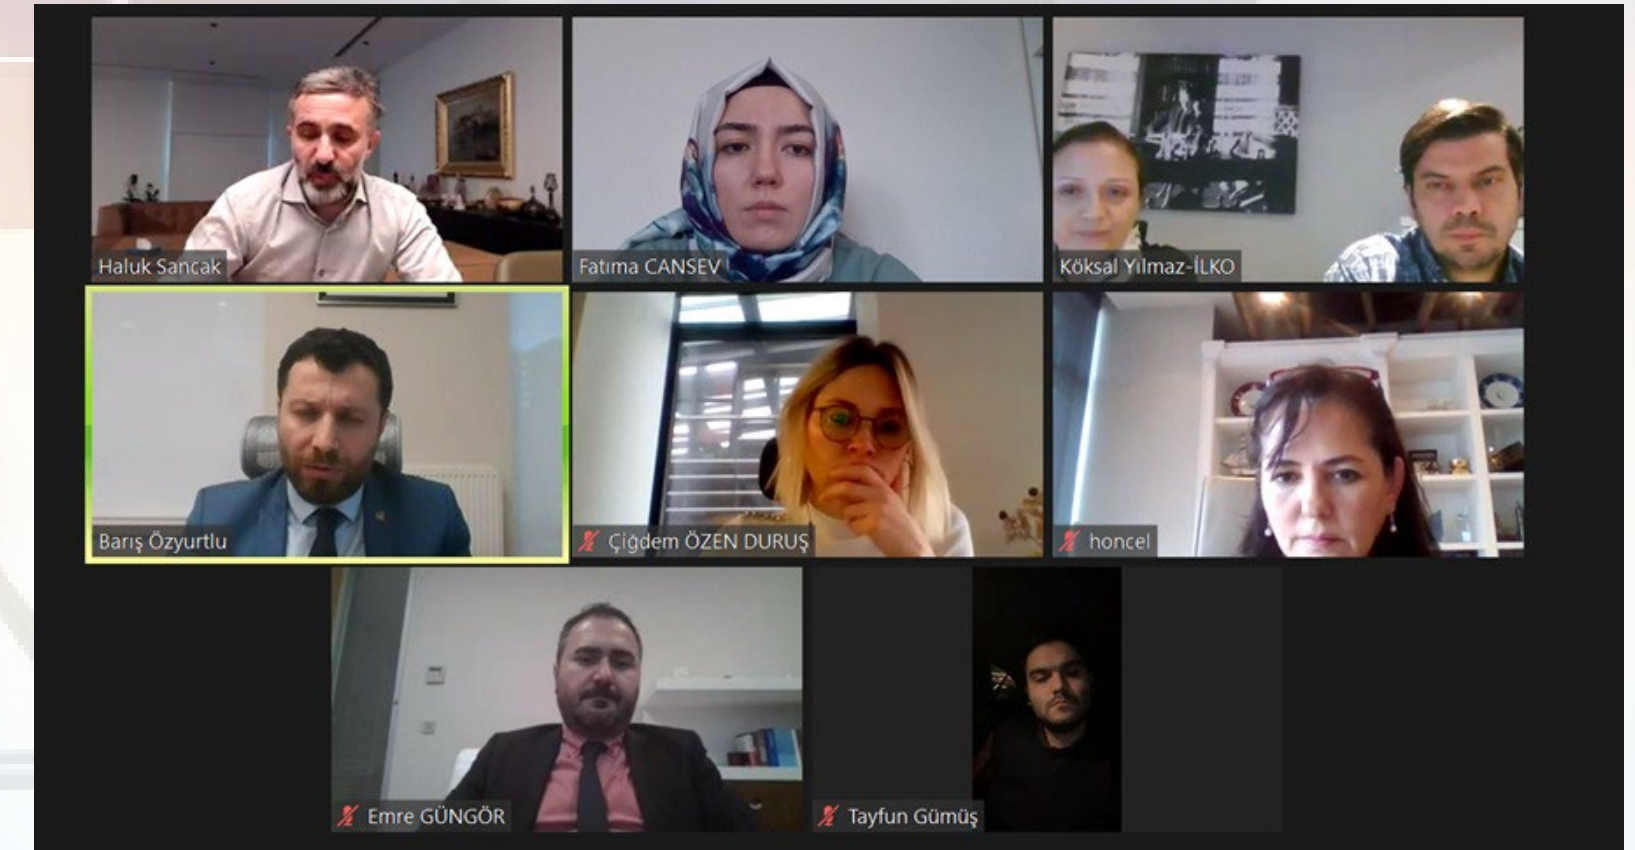 Haluk Sancak
Fatıma CANSEV
Köksal Yılmaz-İLKO
Barış Özyurtlu
Çiğdem ÖZEN DURUŞ
honcel
Emre GÜNGÖR
Tayfun Gümüş